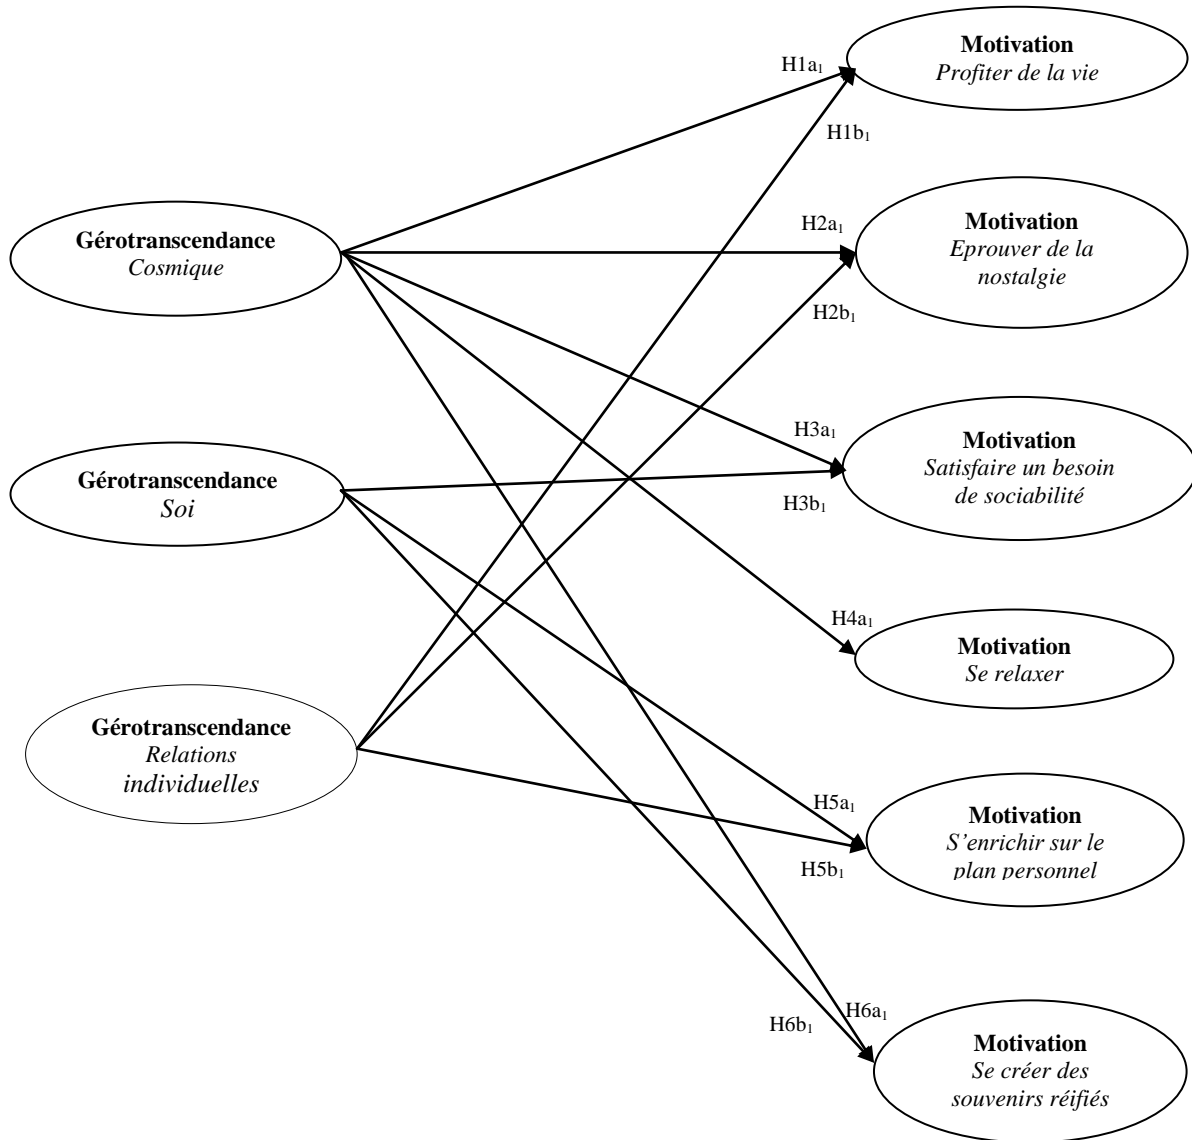 Motivation
Profiter de la vie
H1a₁
H1b₁
Motivation
Eprouver de la
nostalgie
H2a₁
H2b₁
Gérotranscendance
Cosmique
Motivation
Satisfaire un besoin
de sociabilité
H3a₁
H3b₁
Gérotranscendance
Soi
H4a₁
Motivation
Se relaxer
Gérotranscendance
Relations
individuelles
H5a₁
H5b₁
Motivation
S’enrichir sur le
plan personnel
H6b₁
H6a₁
Motivation
Se créer des
souvenirs réifiés